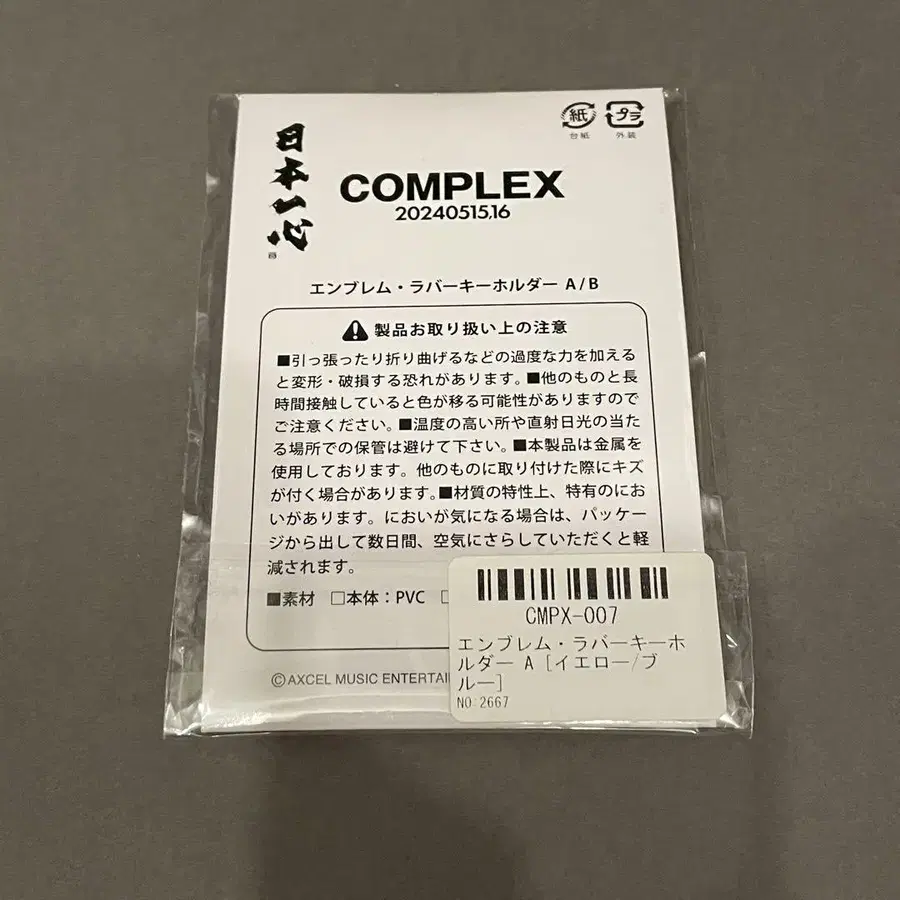 日本一心
紙
台紙
プラ
外装
COMPLEX
20240515,16
エンブレム・ラバーキーホルダー A/B
製品お取り扱い上の注意
■引っ張ったり折り曲げるなどの過度な力を加える
と変形・破損する恐れがあります。■他のものと長
時間接触していると色が移る可能性がありますので
ご注意ください。■温度の高い所や直射日光の当た
る場所での保管は避けて下さい。■本製品は金属を
使用しております。他のものに取り付けた際にキズ
が付く場合があります。■材質の特性上、特有のにお
いがあります。においが気になる場合は、パッケー
ジから出して数日間、空気にさらしていただくと軽
減されます。
■素材 □本体：PVC
©AXCEL MUSIC ENTERTAI
CMPX-007
エンブレム・ラバーキーホ
ルダー A [イエロー/ブ
ルー]
NO:2667